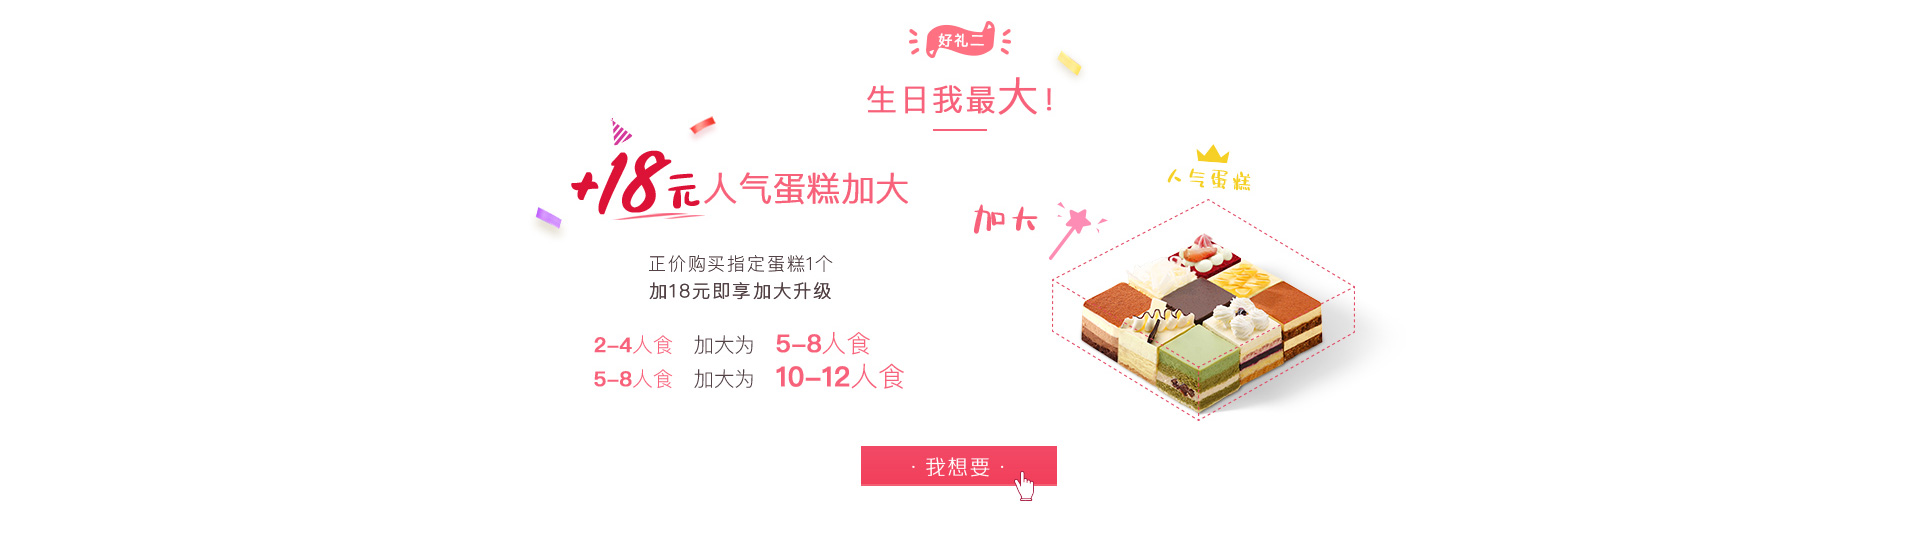 好礼二
生日我最大!
+18元人气蛋糕加大
人气蛋糕
加大
正价购买指定蛋糕1个
加18元即享加大升级
2-4人食 加大为 5-8人食
5-8人食 加大为 10-12人食
· 我想要 ·